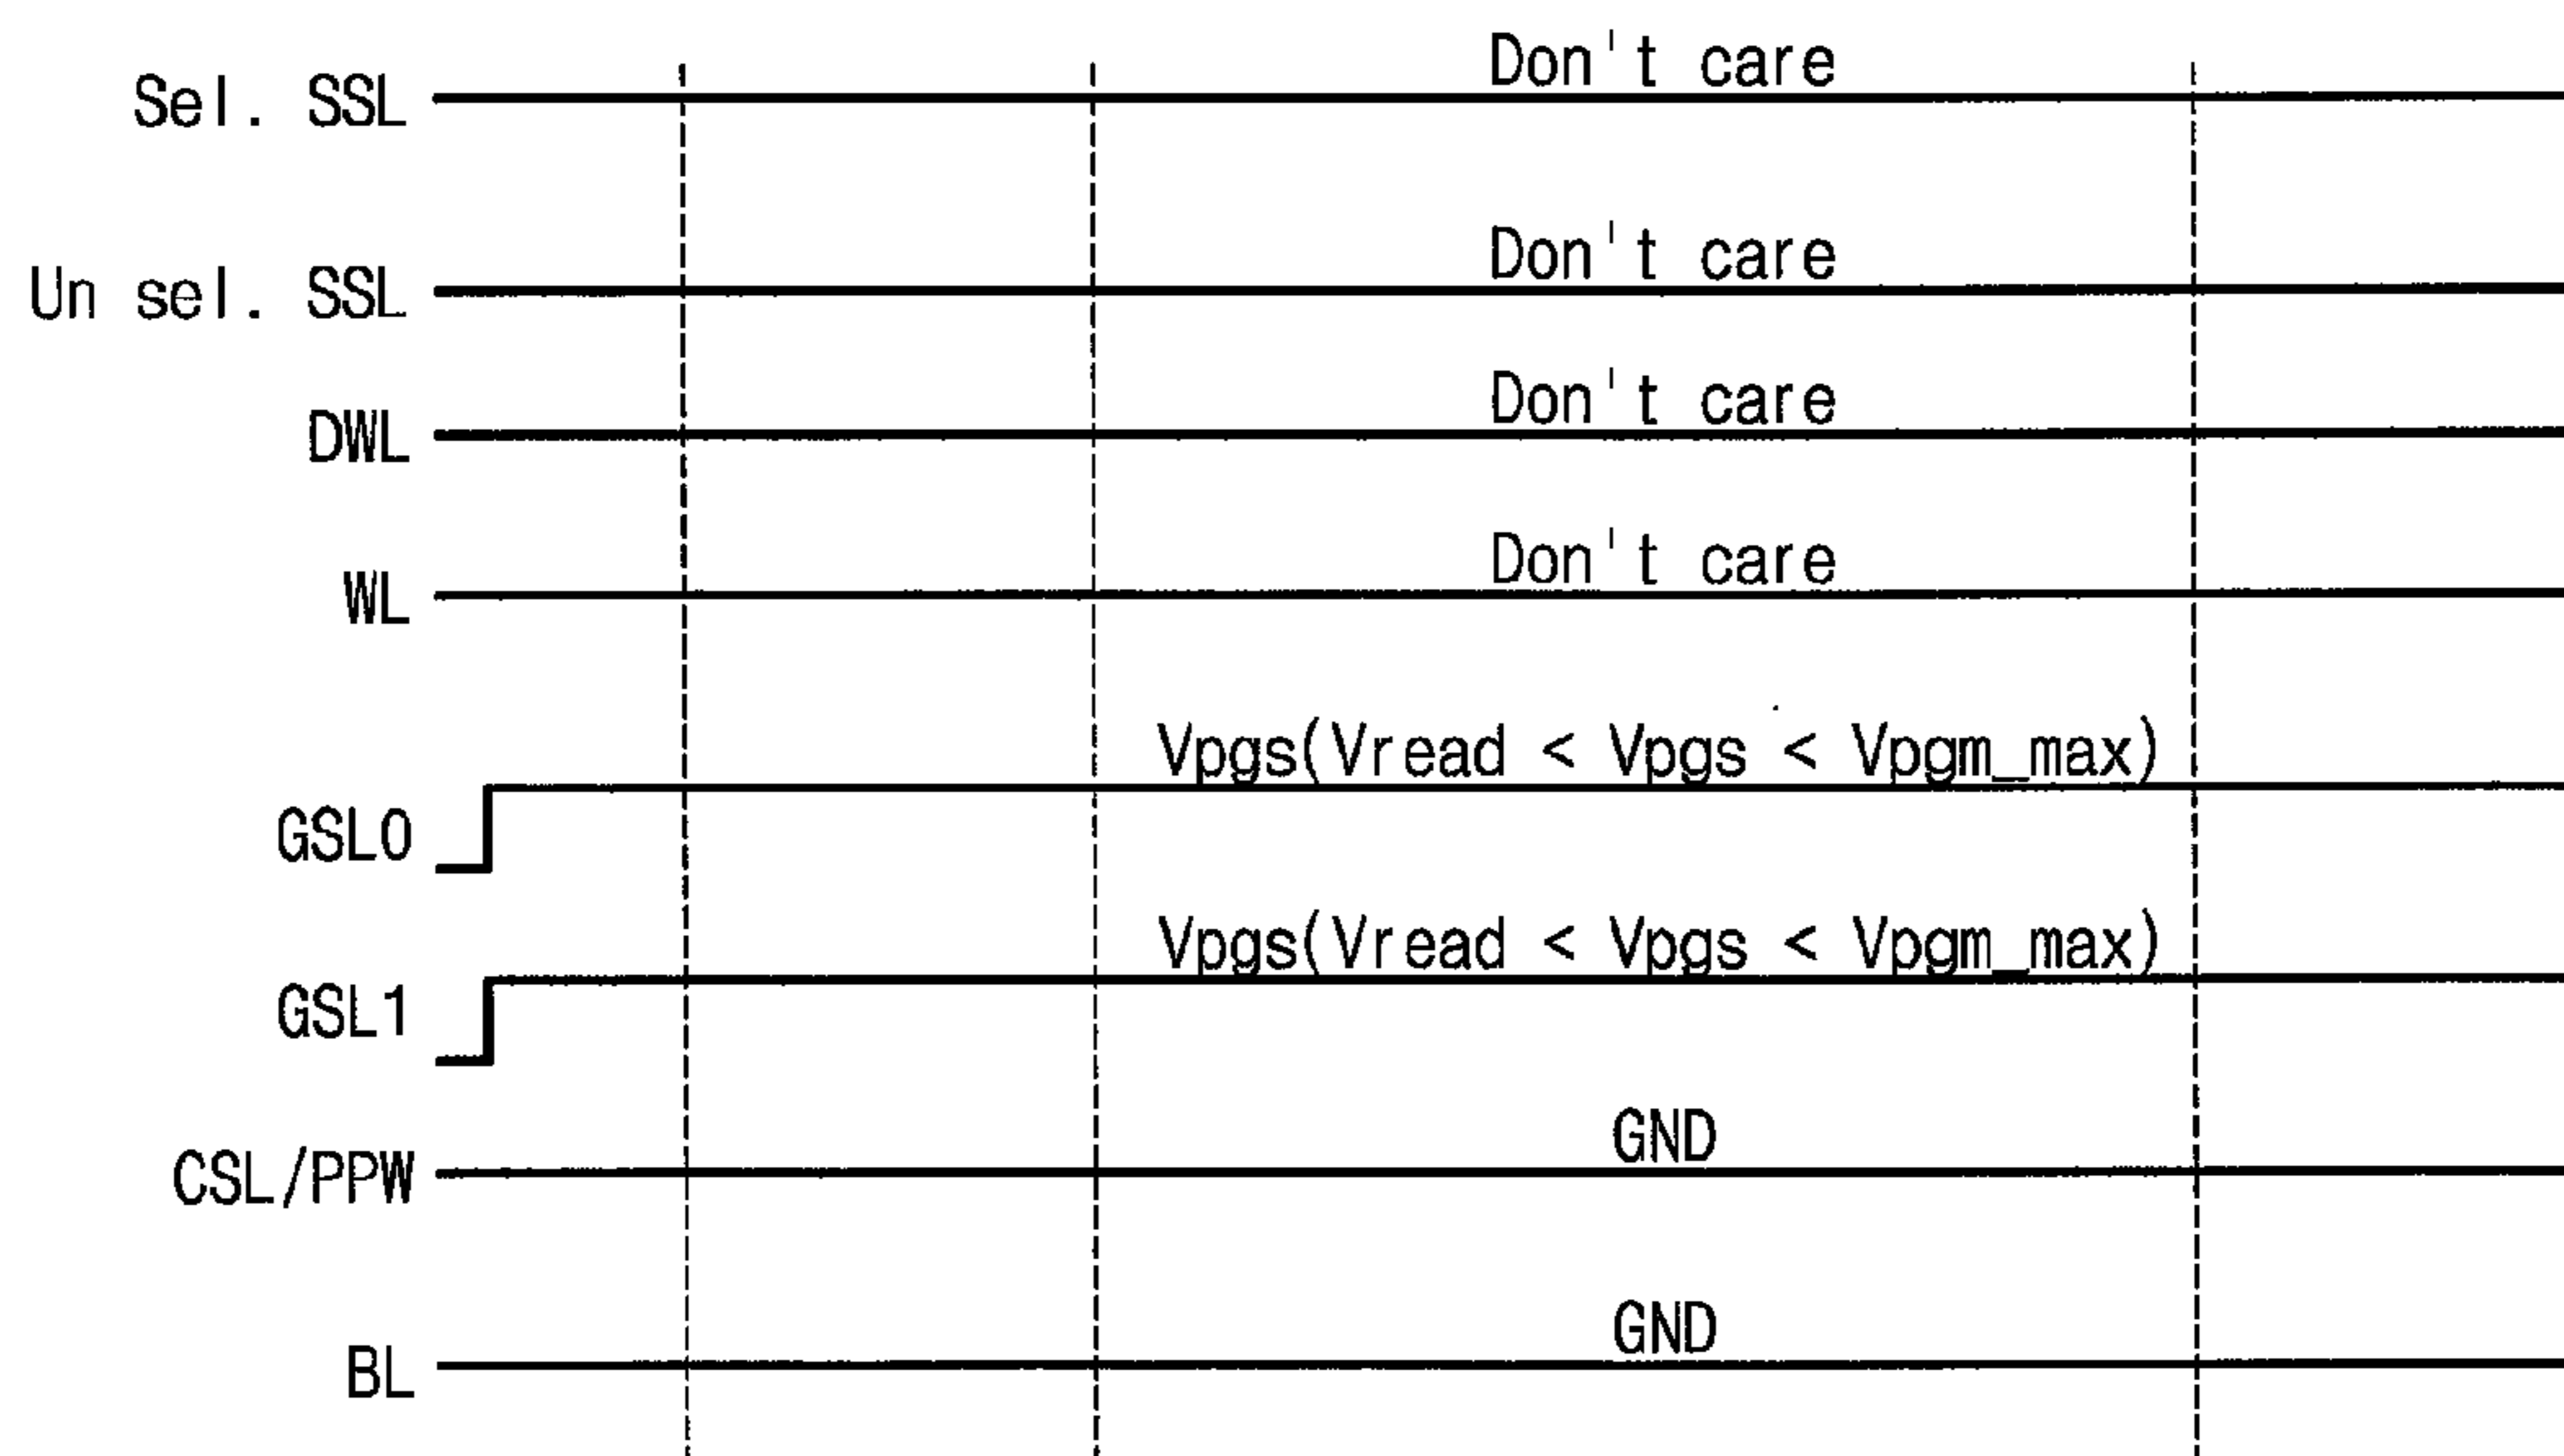 Don't care
Sel. SSL
Don't care
Un sel. SSL
Don't care
DWL
Don't care
WL
Vpgs(Vread < Vpgs < Vpgm_max)
GSL0
Vpgs(Vread < Vpgs < Vpgm_max)
GSL1
GND
CSL/PPW
GND
BL